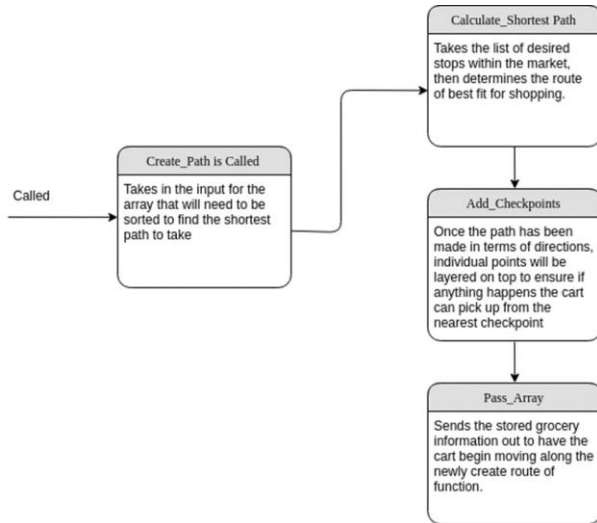 Called
Create_Path is Called
Takes in the input for the
array that will need to be
sorted to find the shortest
path to take
Calculate_Shortest Path
Takes the list of desired
stops within the market,
then determines the route
of best fit for shopping.
Add_Checkpoints
Once the path has been
made in terms of directions,
individual points will be
layered on top to ensure if
anything happens the cart
can pick up from the
nearest checkpoint
Pass_Array
Sends the stored grocery
information out to have the
cart begin moving along the
newly create route of
function.